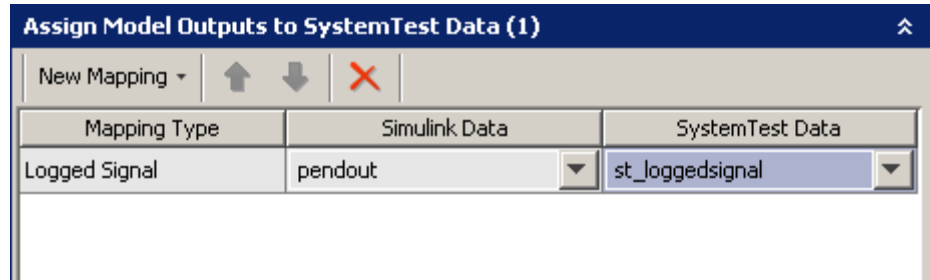 Assign Model Outputs to SystemTest Data (1)
New Mapping
Mapping Type Simulink Data SystemTest Data
Logged Signal pendout st_loggedsignal